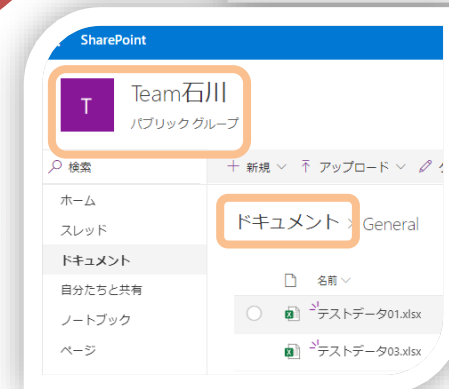 SharePoint
T
Team石川
パブリック グループ
検索
+ 新規 アップロード
ホーム
スレッド
ドキュメント
自分たちと共有
ノートブック
ページ
ドキュメント > General
名前
テストデータ01.xlsx
テストデータ03.xlsx